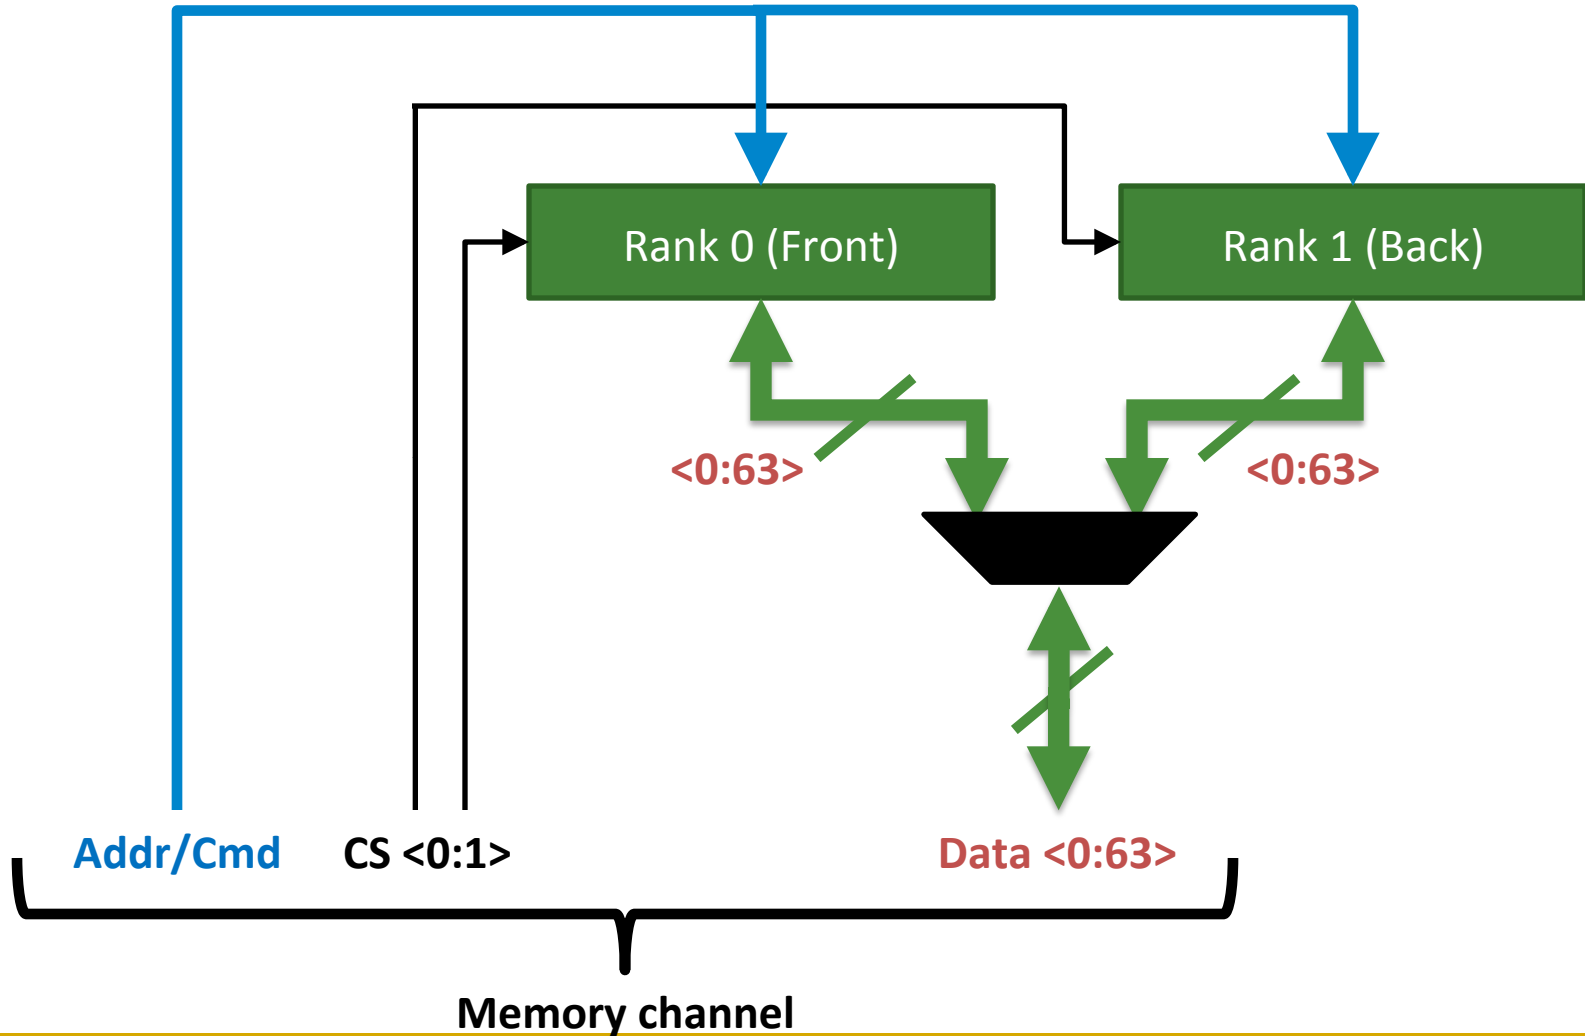 Rank 0 (Front)
Rank 1 (Back)
<0:63>
<0:63>
Addr/Cmd
CS <0:1>
Data <0:63>
Memory channel